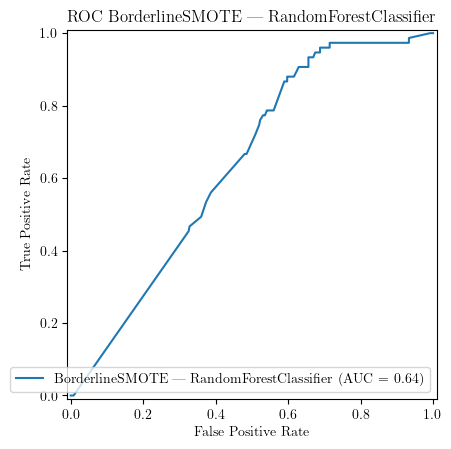 ROC BorderlineSMOTE — RandomForestClassifier
True Positive Rate
1.0
0.8
0.6
0.4
0.2
0.0
BorderlineSMOTE — RandomForestClassifier (AUC = 0.64)
0.0 0.2 0.4 0.6 0.8 1.0
False Positive Rate